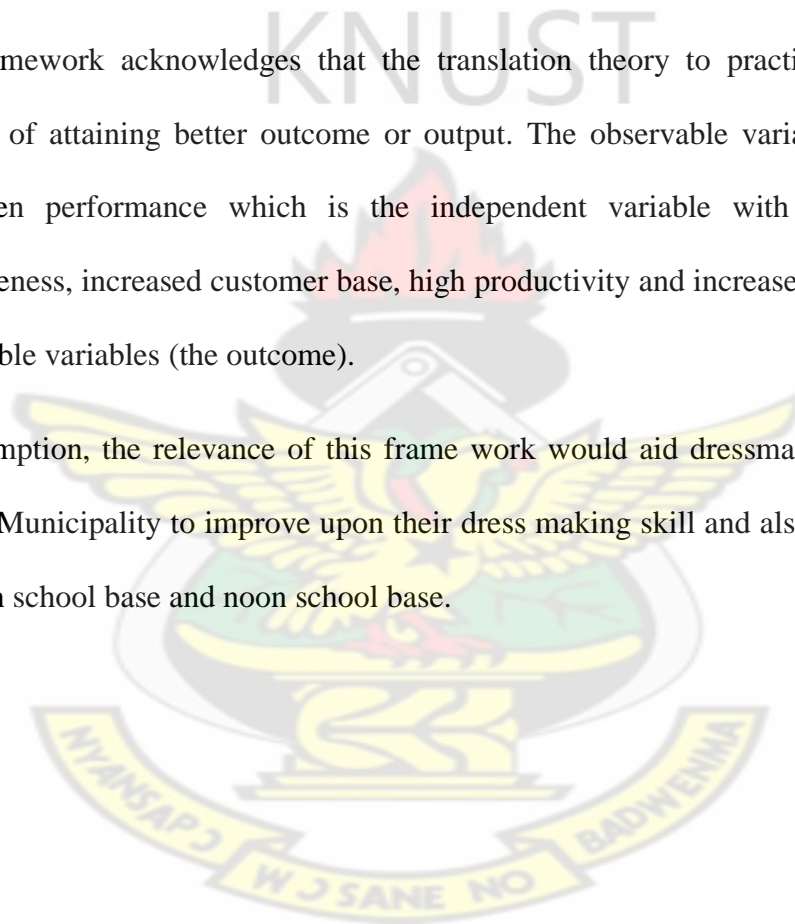 KNUST
mework acknowledges that the translation theory to practi
of attaining better outcome or output. The observable varia
en performance which is the independent variable with
eness, increased customer base, high productivity and increase
ble variables (the outcome).
mption, the relevance of this frame work would aid dressma
Municipality to improve upon their dress making skill and als
school base and noon school base.
NYANSAPƆ WƆSANE NO BADWENMA